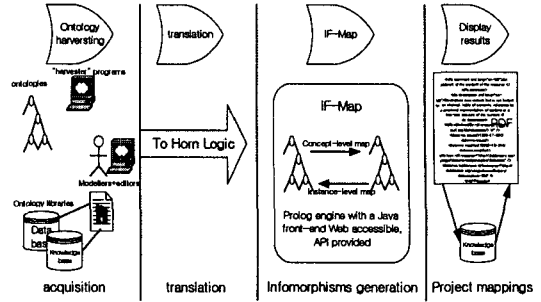 Ontology
harversting
translation
IF-Map
Display
results
"harvester" programs
ontologies
IF-Map
Concept-level map
Instance-level map
To Horn Logic
Modellers+editors
Ontology libraries
Data
base
Knowledge
base
Prolog engine with a Java
front-end Web accessible,
API provided
PDF
Knowledge
base
acquisition
translation
Infomorphisms generation
Project mappings